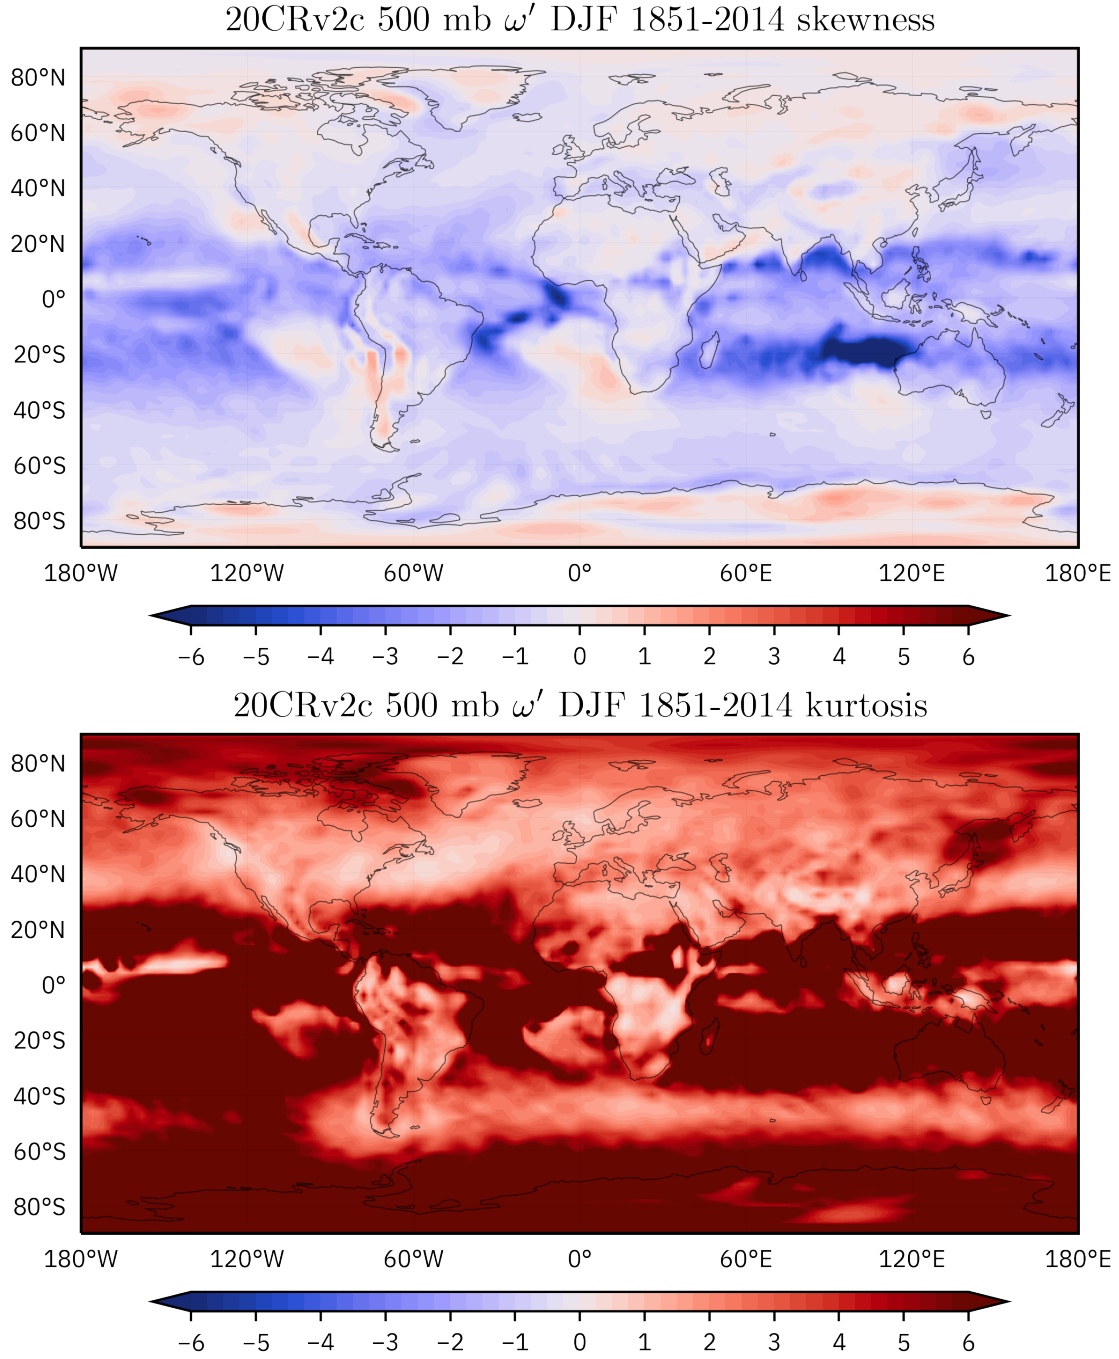 20CRv2c 500 mb ω′ DJF 1851-2014 skewness
80°N
60°N
40°N
20°N
0°
20°S
40°S
60°S
80°S
180°W 120°W 60°W 0° 60°E 120°E 180°E
−6 −5 −4 −3 −2 −1 0 1 2 3 4 5 6
20CRv2c 500 mb ω′ DJF 1851-2014 kurtosis
80°N
60°N
40°N
20°N
0°
20°S
40°S
60°S
80°S
180°W 120°W 60°W 0° 60°E 120°E 180°E
−6 −5 −4 −3 −2 −1 0 1 2 3 4 5 6